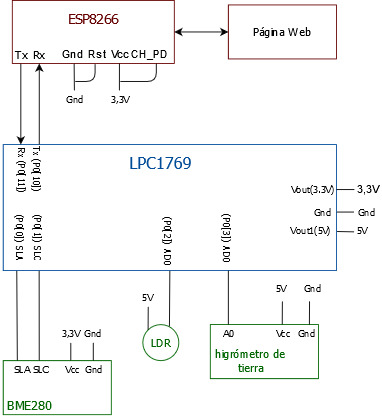 ESP8266
Página Web
Tx Rx Gnd Rst Vcc CH_PD
Gnd 3,3V
Rx (P0[11])
Tx (P0[10])
LPC1769
Vout(3.3V) 3,3V
Gnd Gnd
Vout1(5V) 5V
(P0[0]) SLA
(P0[1]) SLC
(P0[2]) AD0
(P0[3]) AD0
5V
LDR
5V Gnd
A0 Vcc Gnd
higrómetro de
tierra
3,3V Gnd
SLA SLC Vcc Gnd
BME280